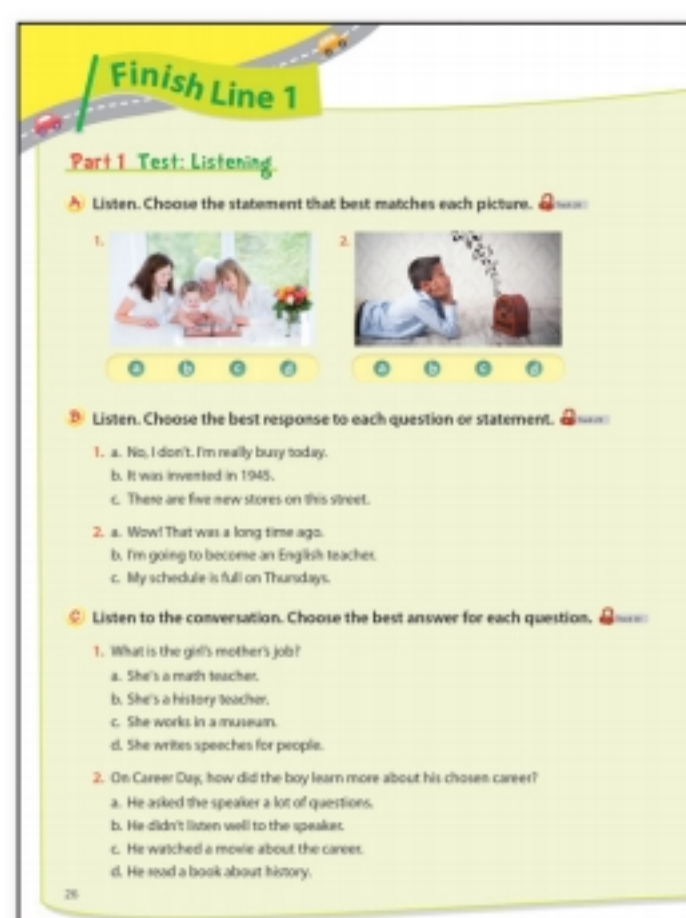 Finish Line 1
Part 1 Test: Listening
A Listen. Choose the statement that best matches each picture.
1. 2.
a b c d a b c d
B Listen. Choose the best response to each question or statement.
1. a. No, I don't. I'm really busy today.
b. It was invented in 1945.
c. There are five new stores on this street.
2. a. Wow! That was a long time ago.
b. I'm going to become an English teacher.
c. My schedule is full on Thursdays.
C Listen to the conversation. Choose the best answer for each question.
1. What is the girl's mother's job?
a. She's a math teacher.
b. She's a history teacher.
c. She works in a museum.
d. She writes speeches for people.
2. On Career Day, how did the boy learn more about his chosen career?
a. He asked the speaker a lot of questions.
b. He didn't listen well to the speaker.
c. He watched a movie about the career.
d. He read a book about history.
26